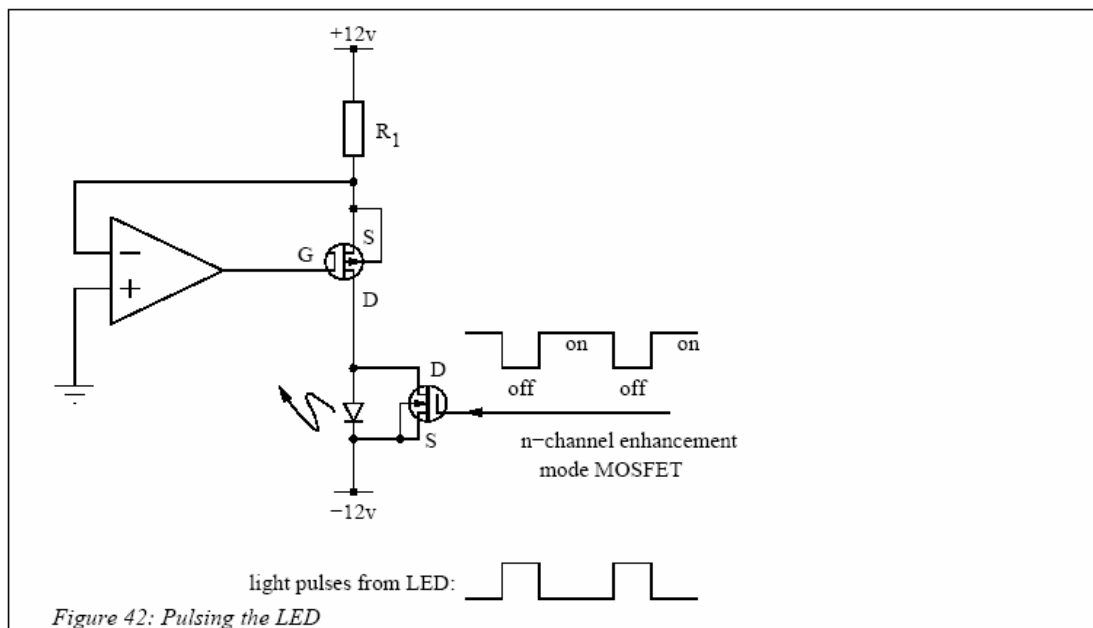 +12v
R1
S
G
D
−
+
on
on
off
off
D
S
n−channel enhancement
mode MOSFET
−12v
light pulses from LED:
Figure 42: Pulsing the LED